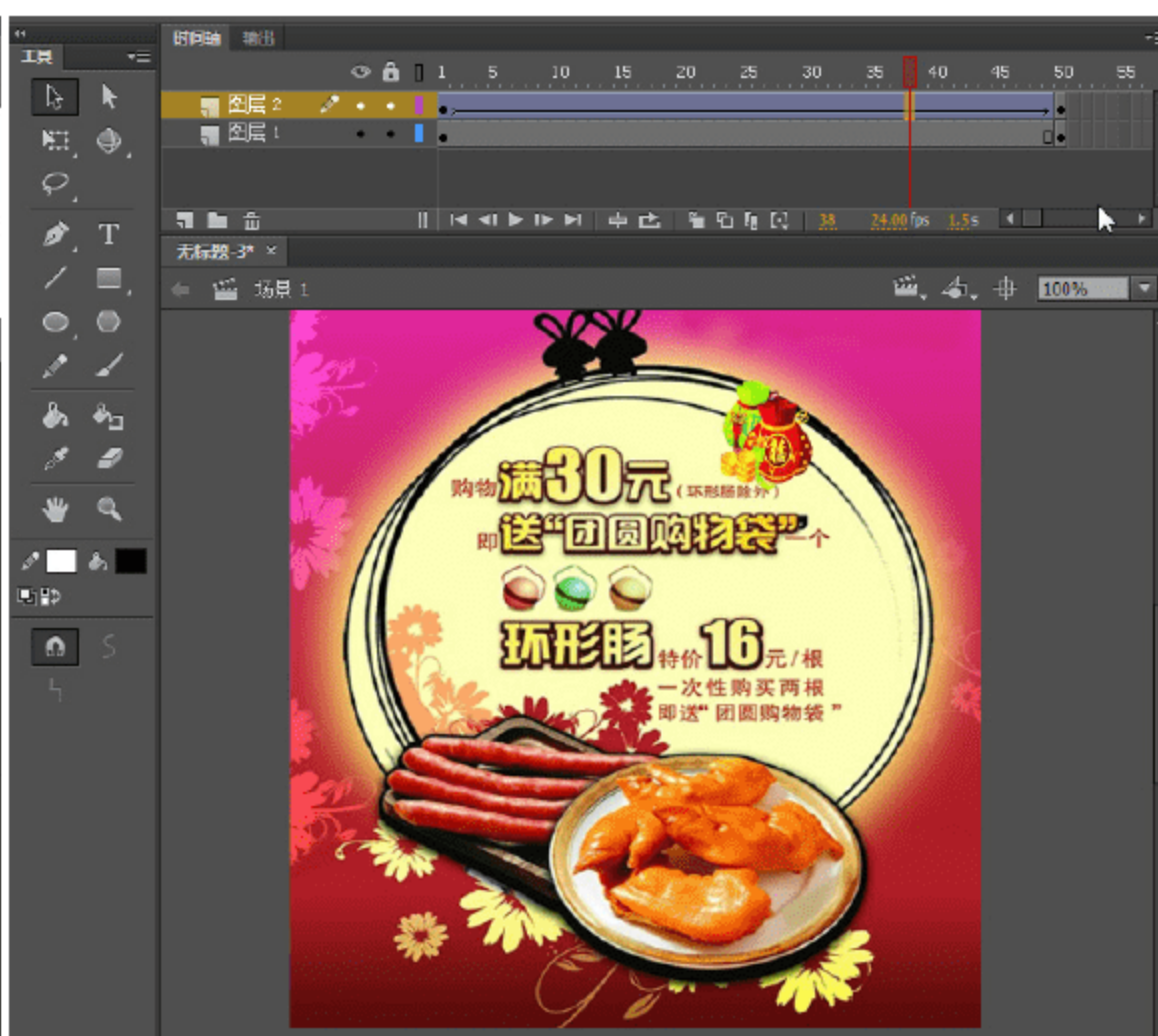 时间轴 输出
工具
1 5 10 15 20 25 30 35 40 45 50 55
图层 2
图层 1
38 24.00 fps 1.5 s
T
无标题-3* ×
场景 1
100%
购物满30元(环形肠除外)
即送“团圆购物袋”一个
福
环形肠 特价16元/根
一次性购买两根
即送“团圆购物袋”